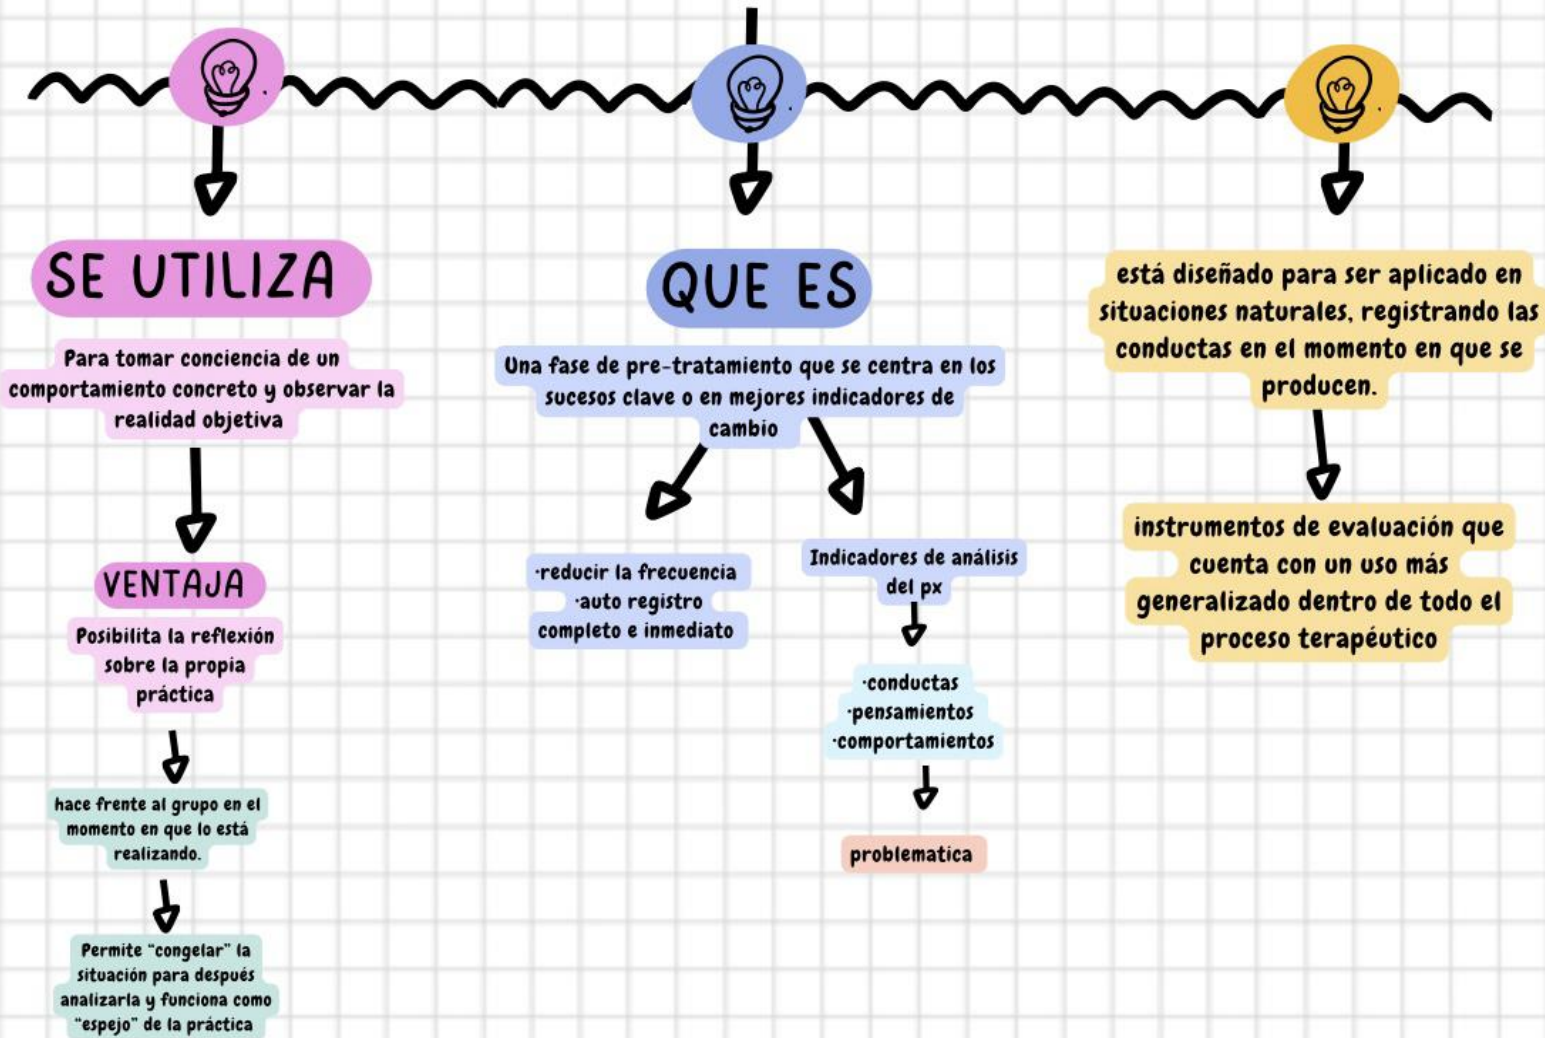 SE UTILIZA
Para tomar conciencia de un
comportamiento concreto y observar la
realidad objetiva
VENTAJA
Posibilita la reflexión
sobre la propia
práctica
hace frente al grupo en el
momento en que lo está
realizando.
Permite "congelar" la
situación para después
analizarla y funciona como
"espejo" de la práctica
QUE ES
Una fase de pre-tratamiento que se centra en los
sucesos clave o en mejores indicadores de
cambio
·reducir la frecuencia
·auto registro
completo e inmediato
Indicadores de análisis
del px
·conductas
·pensamientos
·comportamientos
problematica
está diseñado para ser aplicado en
situaciones naturales, registrando las
conductas en el momento en que se
producen.
instrumentos de evaluación que
cuenta con un uso más
generalizado dentro de todo el
proceso terapéutico